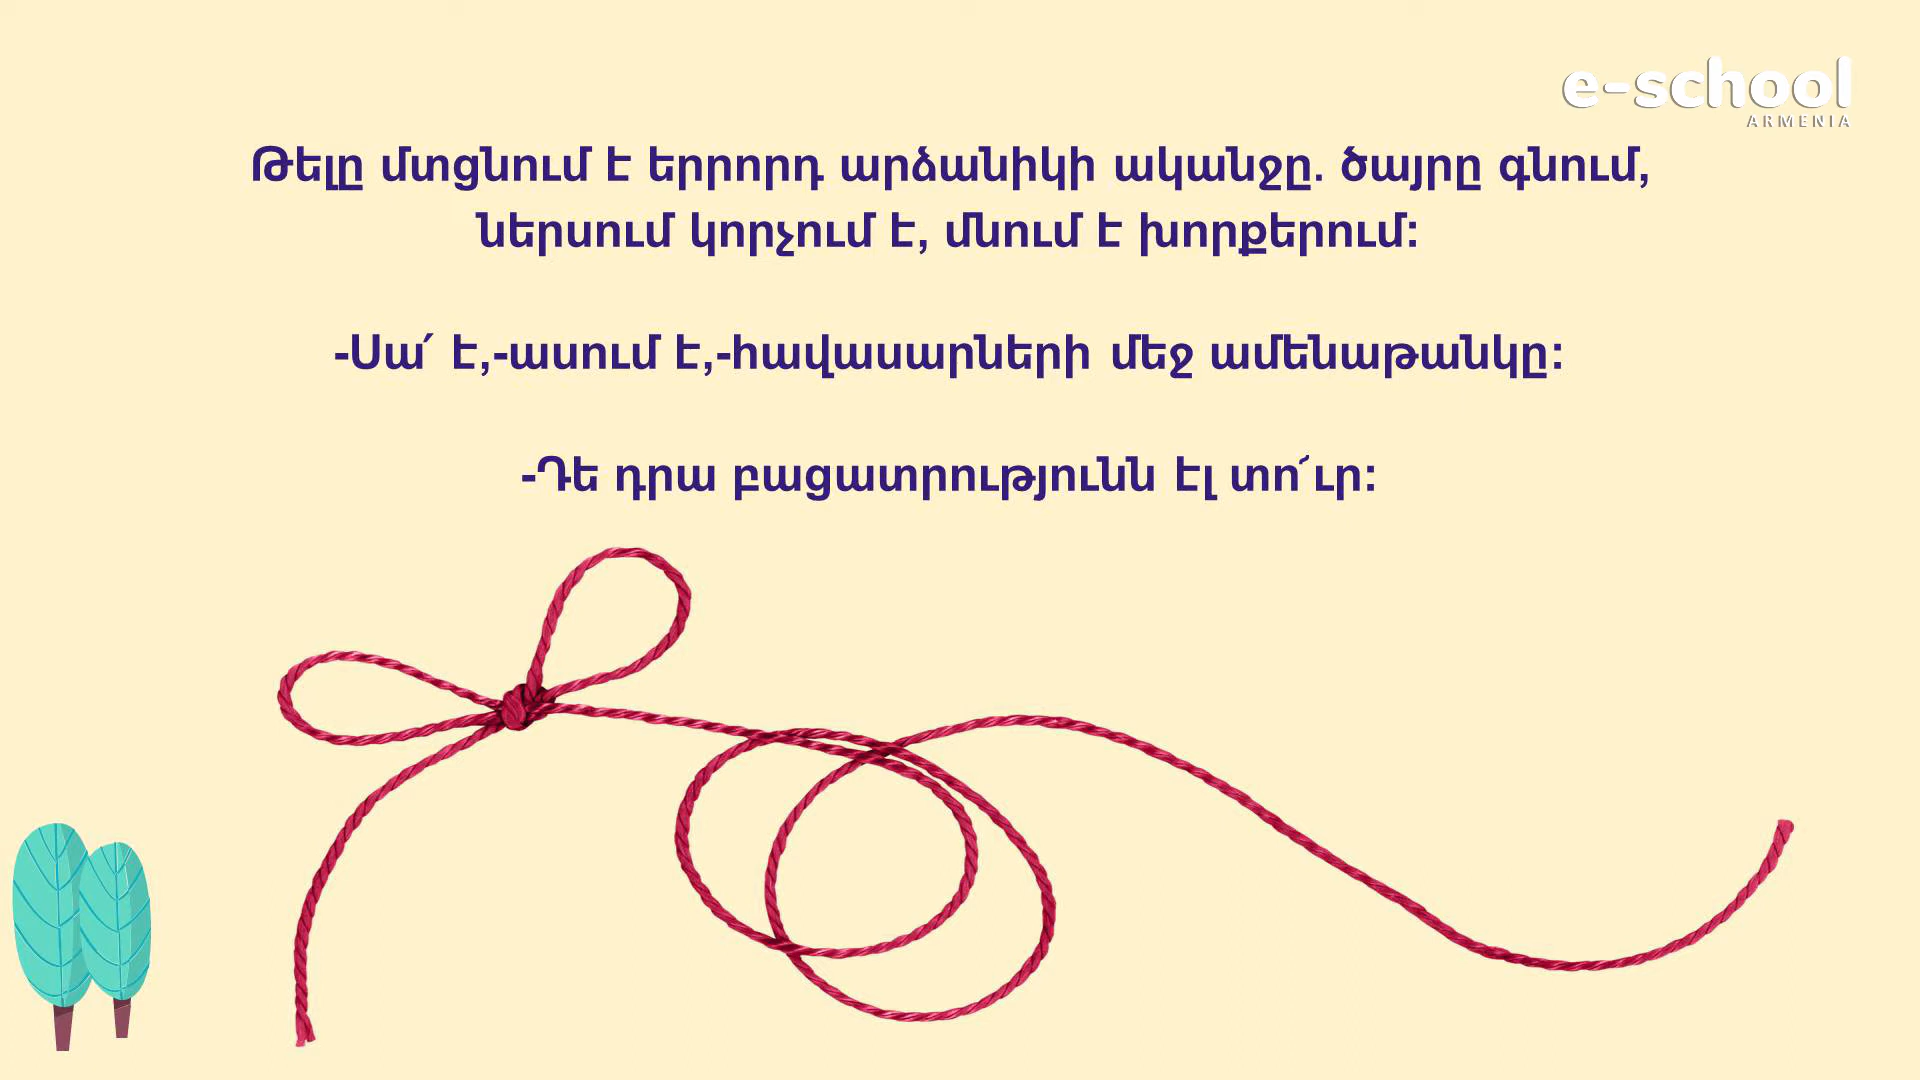 e-school
ARMENIA
Թելը մտցնում է երրորդ արձանիկի ականջը. ծայրը գնում,
ներսում կորչում է, մնում է խորքերում:
-Սա՛ է,-ասում է,-հավասարների մեջ ամենաթանկը:
-Դե դրա բացատրությունն էլ տո՜ւր: